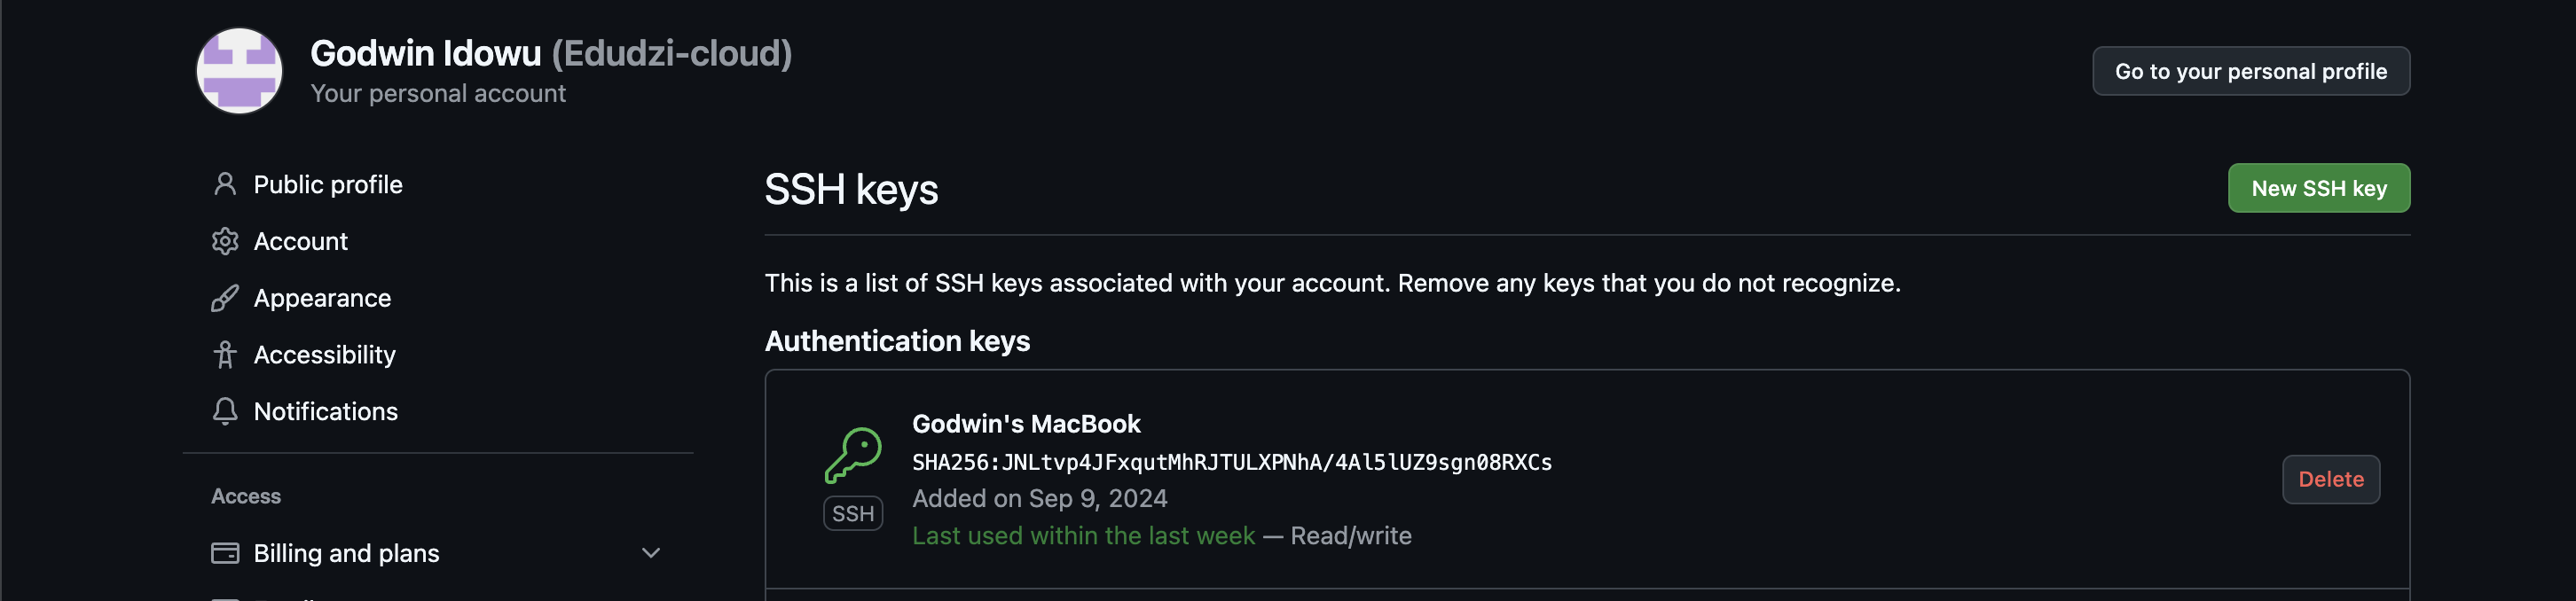 Godwin Idowu (Edudzi-cloud)
Your personal account
Go to your personal profile
Public profile
Account
Appearance
Accessibility
Notifications
Access
Billing and plans
SSH keys
New SSH key
This is a list of SSH keys associated with your account. Remove any keys that you do not recognize.
Authentication keys
Godwin's MacBook
SHA256:JNLtvp4JFxqutMhRJTULXPNhA/4Al5lUZ9sgn08RXCs
SSH
Added on Sep 9, 2024
Last used within the last week — Read/write
Delete